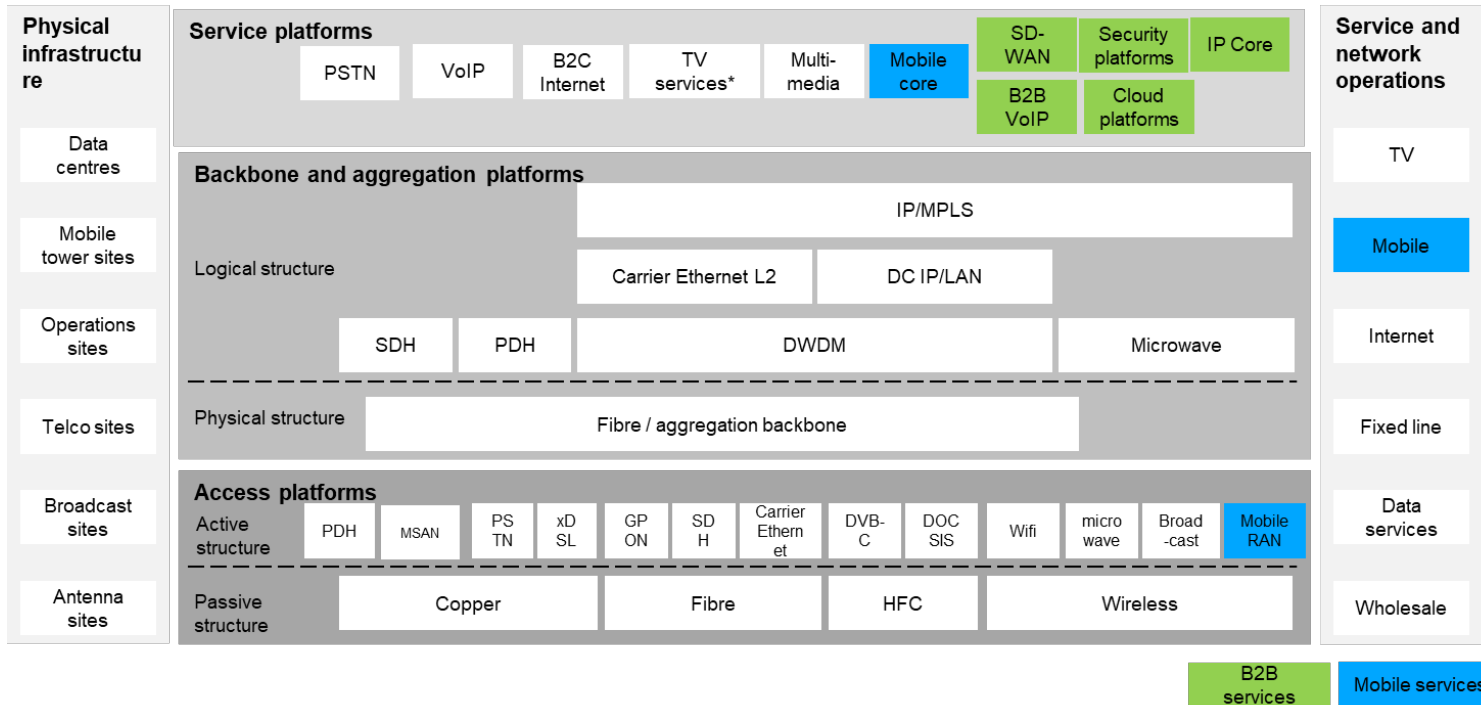 Physical
infrastructu
re
Data
centres
Mobile
tower sites
Operations
sites
Telco sites
Broadcast
sites
Antenna
sites
Service platforms
PSTN
VoIP
B2C
Internet
TV
services*
Multi-
media
Mobile
core
SD-
WAN
Security
platforms
IP Core
B2B
VoIP
Cloud
platforms
Backbone and aggregation platforms
IP/MPLS
Logical structure
Carrier Ethernet L2
DC IP/LAN
SDH
PDH
DWDM
Microwave
Physical structure
Fibre / aggregation backbone
Access platforms
Active
structure
PDH
MSAN
PS
TN
xD
SL
GP
ON
SD
H
Carrier
Ethern
et
DVB-
C
DOC
SIS
Wifi
micro
wave
Broad
-cast
Mobile
RAN
Passive
structure
Copper
Fibre
HFC
Wireless
Service and
network
operations
TV
Mobile
Internet
Fixed line
Data
services
Wholesale
B2B
services
Mobile services